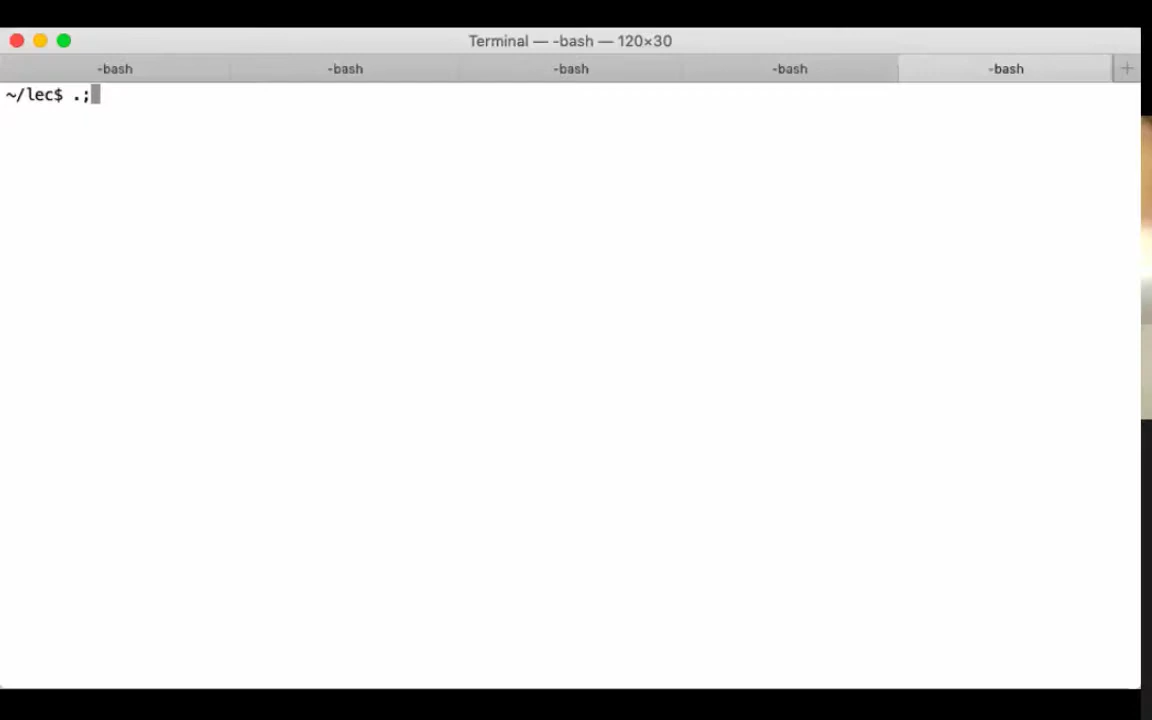 Terminal — -bash — 120×30
-bash -bash -bash -bash -bash +
~/lec$ .;